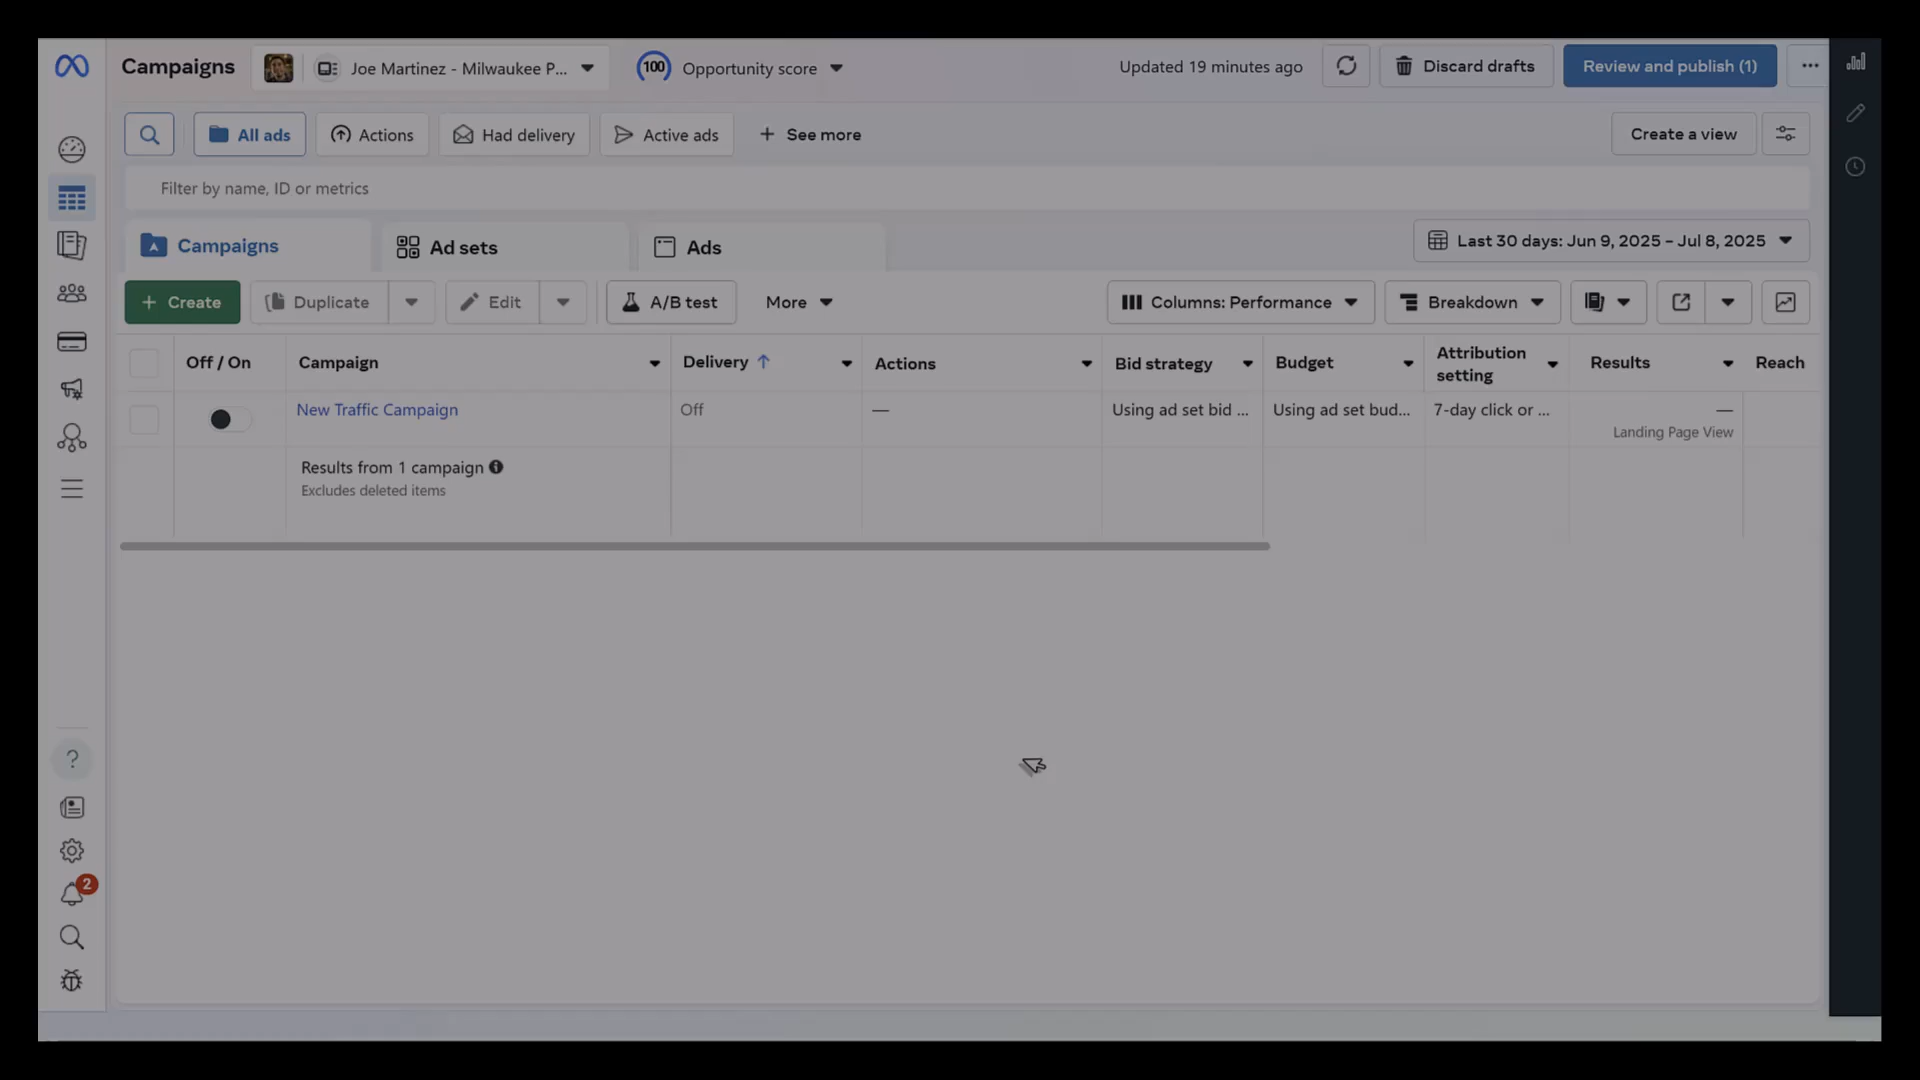 Campaigns
Joe Martinez - Milwaukee P...
100
Opportunity score
Updated 19 minutes ago
Discard drafts
Review and publish (1)
All ads
Actions
Had delivery
Active ads
+ See more
Create a view
Filter by name, ID or metrics
Campaigns
Ad sets
Ads
Last 30 days: Jun 9, 2025 – Jul 8, 2025
+ Create
Duplicate
Edit
A/B test
More
Columns: Performance
Breakdown
Off / On
Campaign
Delivery ↑
Actions
Bid strategy
Budget
Attribution
setting
Results
Reach
New Traffic Campaign
Off
—
Using ad set bid ...
Using ad set bud...
7-day click or ...
—
Landing Page View
Results from 1 campaign
Excludes deleted items
?
2